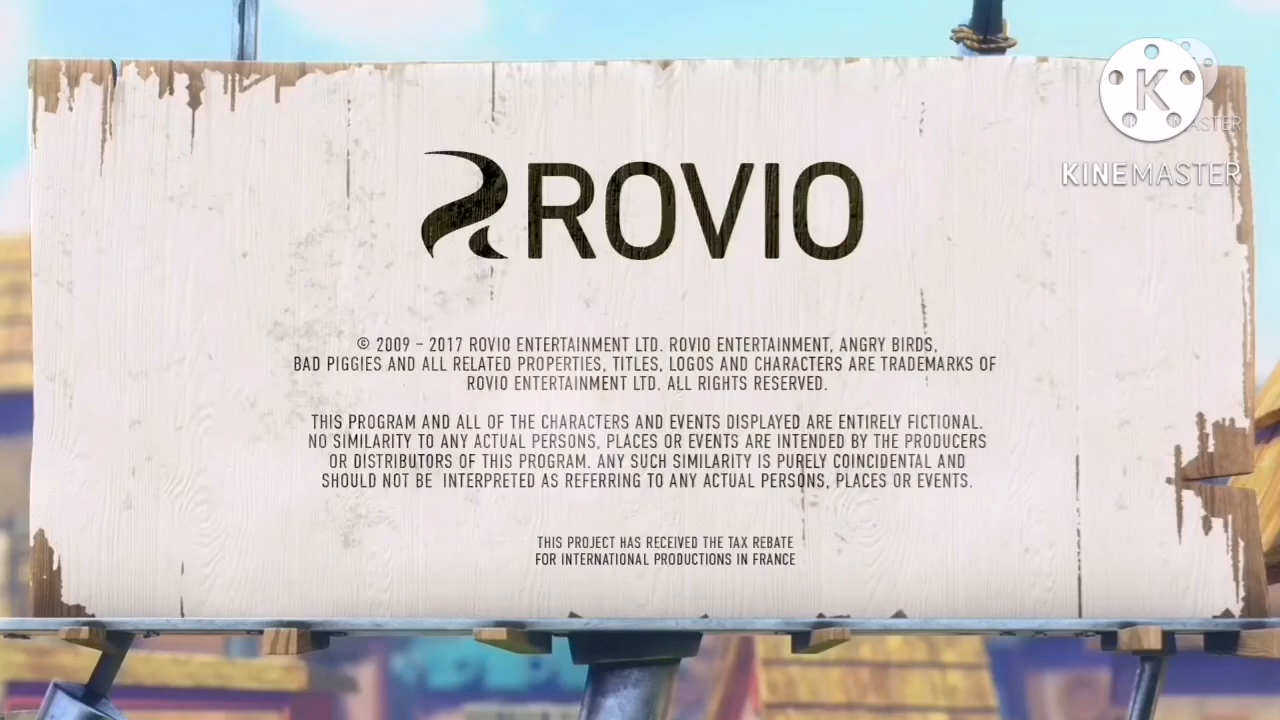 ROVIO
K
KINEMASTER
© 2009 – 2017 ROVIO ENTERTAINMENT LTD. ROVIO ENTERTAINMENT, ANGRY BIRDS,
BAD PIGGIES AND ALL RELATED PROPERTIES, TITLES, LOGOS AND CHARACTERS ARE TRADEMARKS OF
ROVIO ENTERTAINMENT LTD. ALL RIGHTS RESERVED.
THIS PROGRAM AND ALL OF THE CHARACTERS AND EVENTS DISPLAYED ARE ENTIRELY FICTIONAL.
NO SIMILARITY TO ANY ACTUAL PERSONS, PLACES OR EVENTS ARE INTENDED BY THE PRODUCERS
OR DISTRIBUTORS OF THIS PROGRAM. ANY SUCH SIMILARITY IS PURELY COINCIDENTAL AND
SHOULD NOT BE INTERPRETED AS REFERRING TO ANY ACTUAL PERSONS, PLACES OR EVENTS.
THIS PROJECT HAS RECEIVED THE TAX REBATE
FOR INTERNATIONAL PRODUCTIONS IN FRANCE